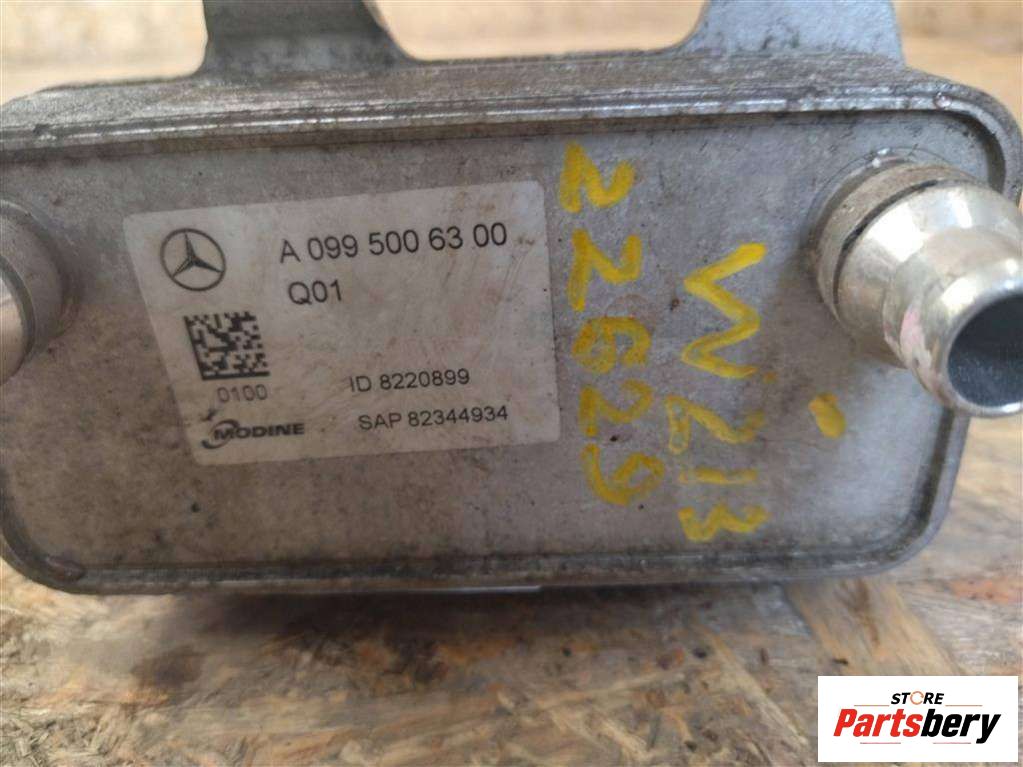 A 099 500 63 00
Q01
0100
ID 8220899
MODINE
SAP 82344934
22629
W213
STORE
Partsbery